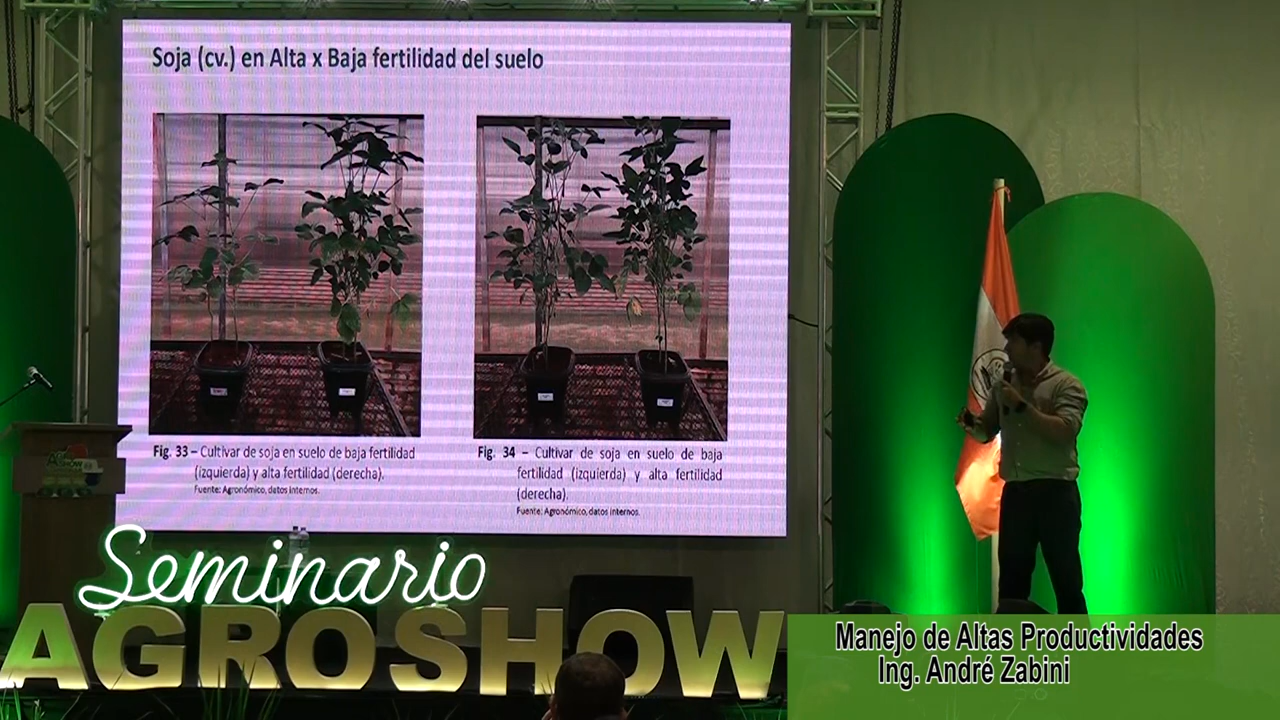 Soja (cv.) en Alta x Baja fertilidad del suelo
Fig. 33 – Cultivar de soja en suelo de baja fertilidad
(izquierda) y alta fertilidad (derecha).
Fuente: Agronómico, datos internos.
Fig. 34 – Cultivar de soja en suelo de baja
fertilidad (izquierda) y alta fertilidad
(derecha).
Fuente: Agronómico, datos internos.
Seminario
AGROSHOW
Manejo de Altas Productividades
Ing. André Zabini